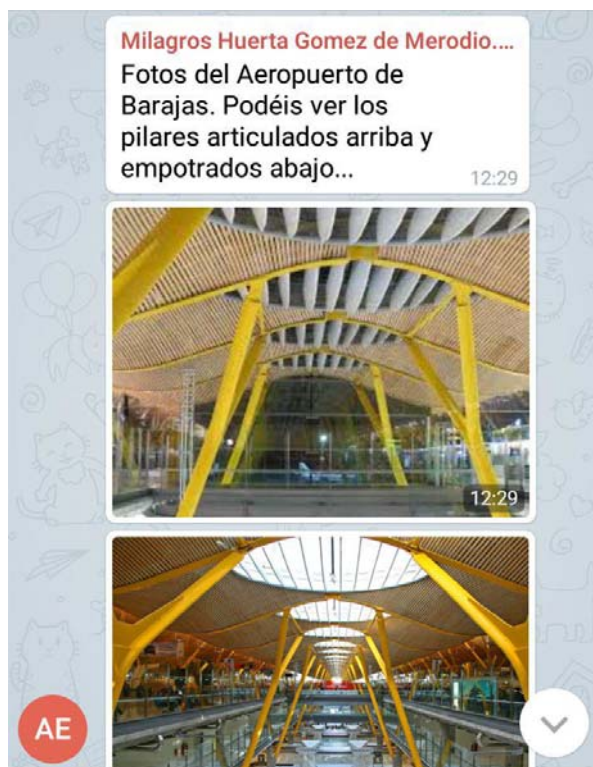 Milagros Huerta Gomez de Merodio....
Fotos del Aeropuerto de
Barajas. Podéis ver los
pilares articulados arriba y
empotrados abajo...
12:29
12:29
AE